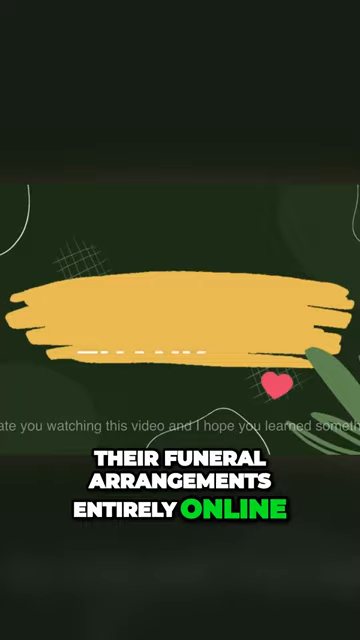 ate you watching this video and I hope you learned someth
THEIR FUNERAL
ARRANGEMENTS
ENTIRELY ONLINE